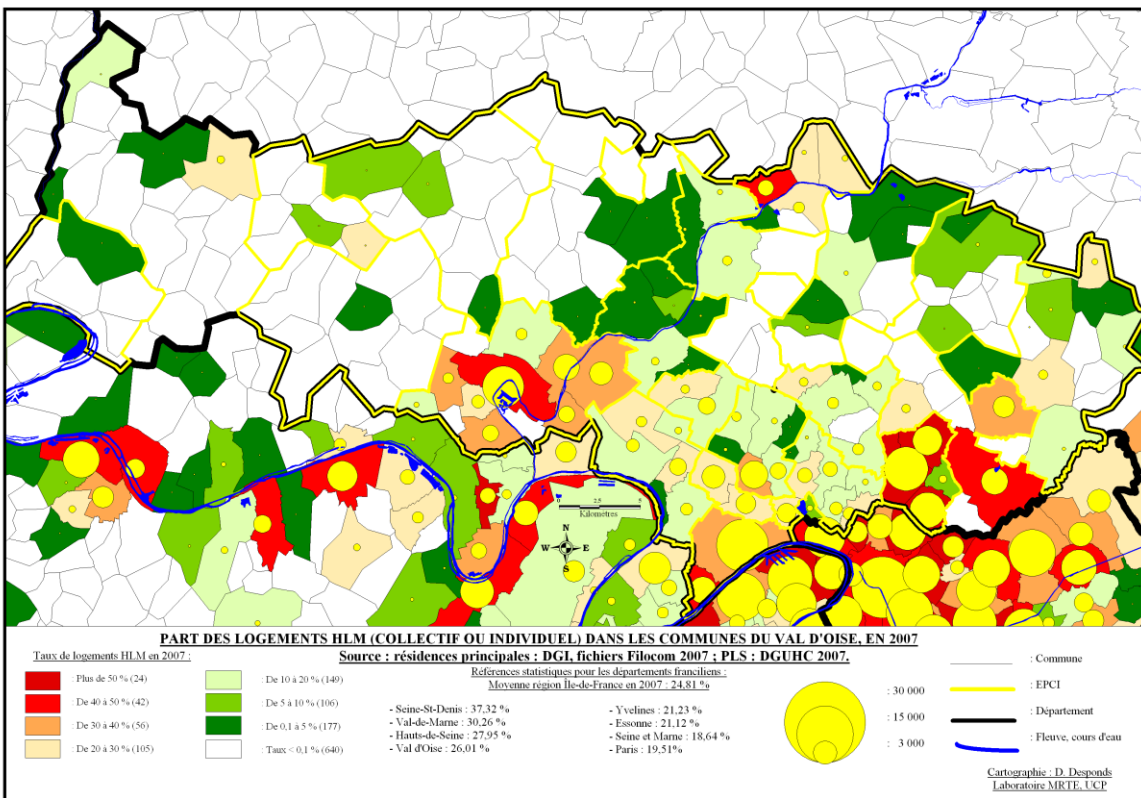 0 2,5 5
Kilomètres
N
W E
S
PART DES LOGEMENTS HLM (COLLECTIF OU INDIVIDUEL) DANS LES COMMUNES DU VAL D'OISE, EN 2007
Source : résidences principales : DGI, fichiers Filocom 2007 ; PLS : DGUHC 2007.
Taux de logements HLM en 2007 :
: Plus de 50 % (24)
: De 40 à 50 % (42)
: De 30 à 40 % (56)
: De 20 à 30 % (105)
: De 10 à 20 % (149)
: De 5 à 10 % (106)
: De 0,1 à 5 % (177)
: Taux < 0,1 % (640)
Références statistiques pour les départements franciliens :
Moyenne région Île-de-France en 2007 : 24,81 %
- Seine-St-Denis : 37,32 %
- Val-de-Marne : 30,26 %
- Hauts-de-Seine : 27,95 %
- Val d'Oise : 26,01 %
- Yvelines : 21,23 %
- Essonne : 21,12 %
- Seine et Marne : 18,64 %
- Paris : 19,51%
: 30 000
: 15 000
: 3 000
: Commune
: EPCI
: Département
: Fleuve, cours d'eau
Cartographie : D. Desponds
Laboratoire MRTE, UCP